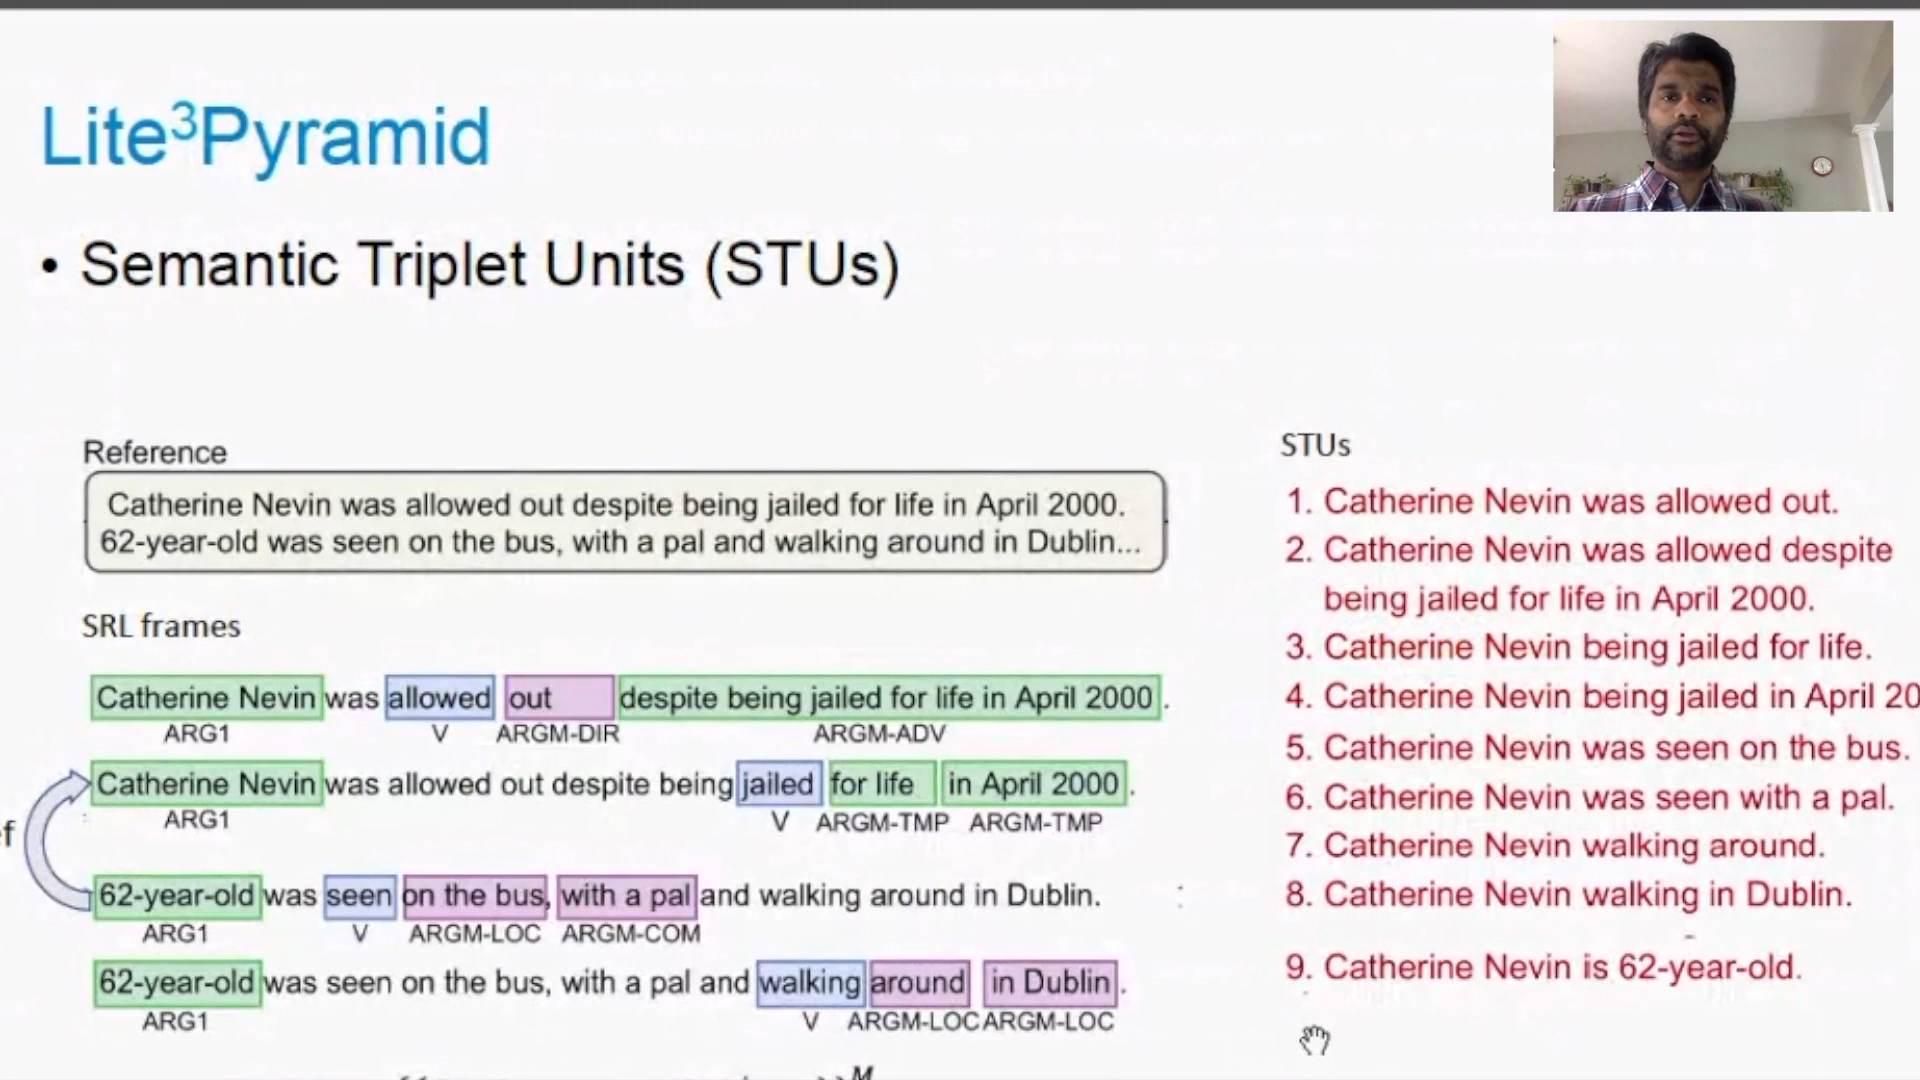 Lite³Pyramid
• Semantic Triplet Units (STUs)
Reference
Catherine Nevin was allowed out despite being jailed for life in April 2000.
62-year-old was seen on the bus, with a pal and walking around in Dublin...
SRL frames
Catherine Nevin was allowed out despite being jailed for life in April 2000.
ARG1 V ARGM-DIR ARGM-ADV
Catherine Nevin was allowed out despite being jailed for life in April 2000.
ARG1 V ARGM-TMP ARGM-TMP
ef
62-year-old was seen on the bus, with a pal and walking around in Dublin.
ARG1 V ARGM-LOC ARGM-COM
62-year-old was seen on the bus, with a pal and walking around in Dublin.
ARG1 V ARGM-LOC ARGM-LOC
STUs
1. Catherine Nevin was allowed out.
2. Catherine Nevin was allowed despite
being jailed for life in April 2000.
3. Catherine Nevin being jailed for life.
4. Catherine Nevin being jailed in April 20
5. Catherine Nevin was seen on the bus.
6. Catherine Nevin was seen with a pal.
7. Catherine Nevin walking around.
8. Catherine Nevin walking in Dublin.
9. Catherine Nevin is 62-year-old.
M